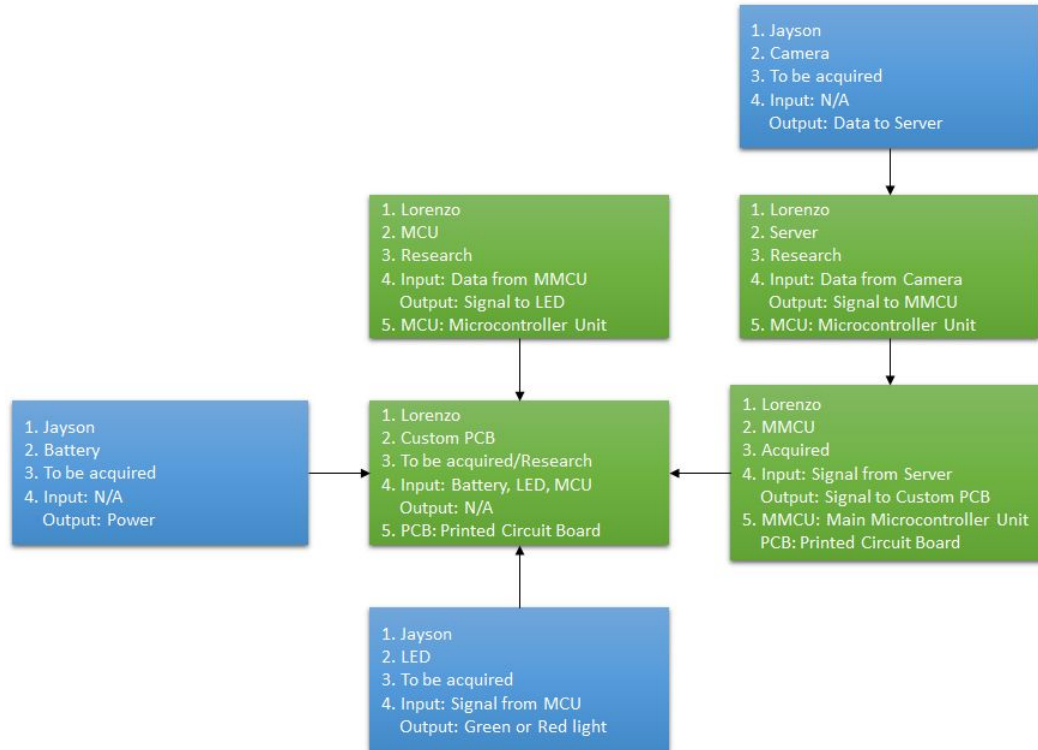 1. Jayson
2. Camera
3. To be acquired
4. Input: N/A
Output: Data to Server
1. Lorenzo
2. MCU
3. Research
4. Input: Data from MMCU
Output: Signal to LED
5. MCU: Microcontroller Unit
1. Lorenzo
2. Server
3. Research
4. Input: Data from Camera
Output: Signal to MMCU
5. MCU: Microcontroller Unit
1. Jayson
2. Battery
3. To be acquired
4. Input: N/A
Output: Power
1. Lorenzo
2. Custom PCB
3. To be acquired/Research
4. Input: Battery, LED, MCU
Output: N/A
5. PCB: Printed Circuit Board
1. Lorenzo
2. MMCU
3. Acquired
4. Input: Signal from Server
Output: Signal to Custom PCB
5. MMCU: Main Microcontroller Unit
PCB: Printed Circuit Board
1. Jayson
2. LED
3. To be acquired
4. Input: Signal from MCU
Output: Green or Red light